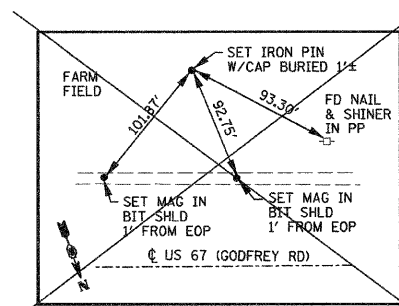 SET IRON PIN
W/CAP BURIED 1'±
FARM
FIELD
101.87'
92.75'
93.30'
FD NAIL
& SHINER
IN PP
SET MAG IN
BIT SHLD
1' FROM EOP
SET MAG IN
BIT SHLD
1' FROM EOP
℄ US 67 (GODFREY RD)
N